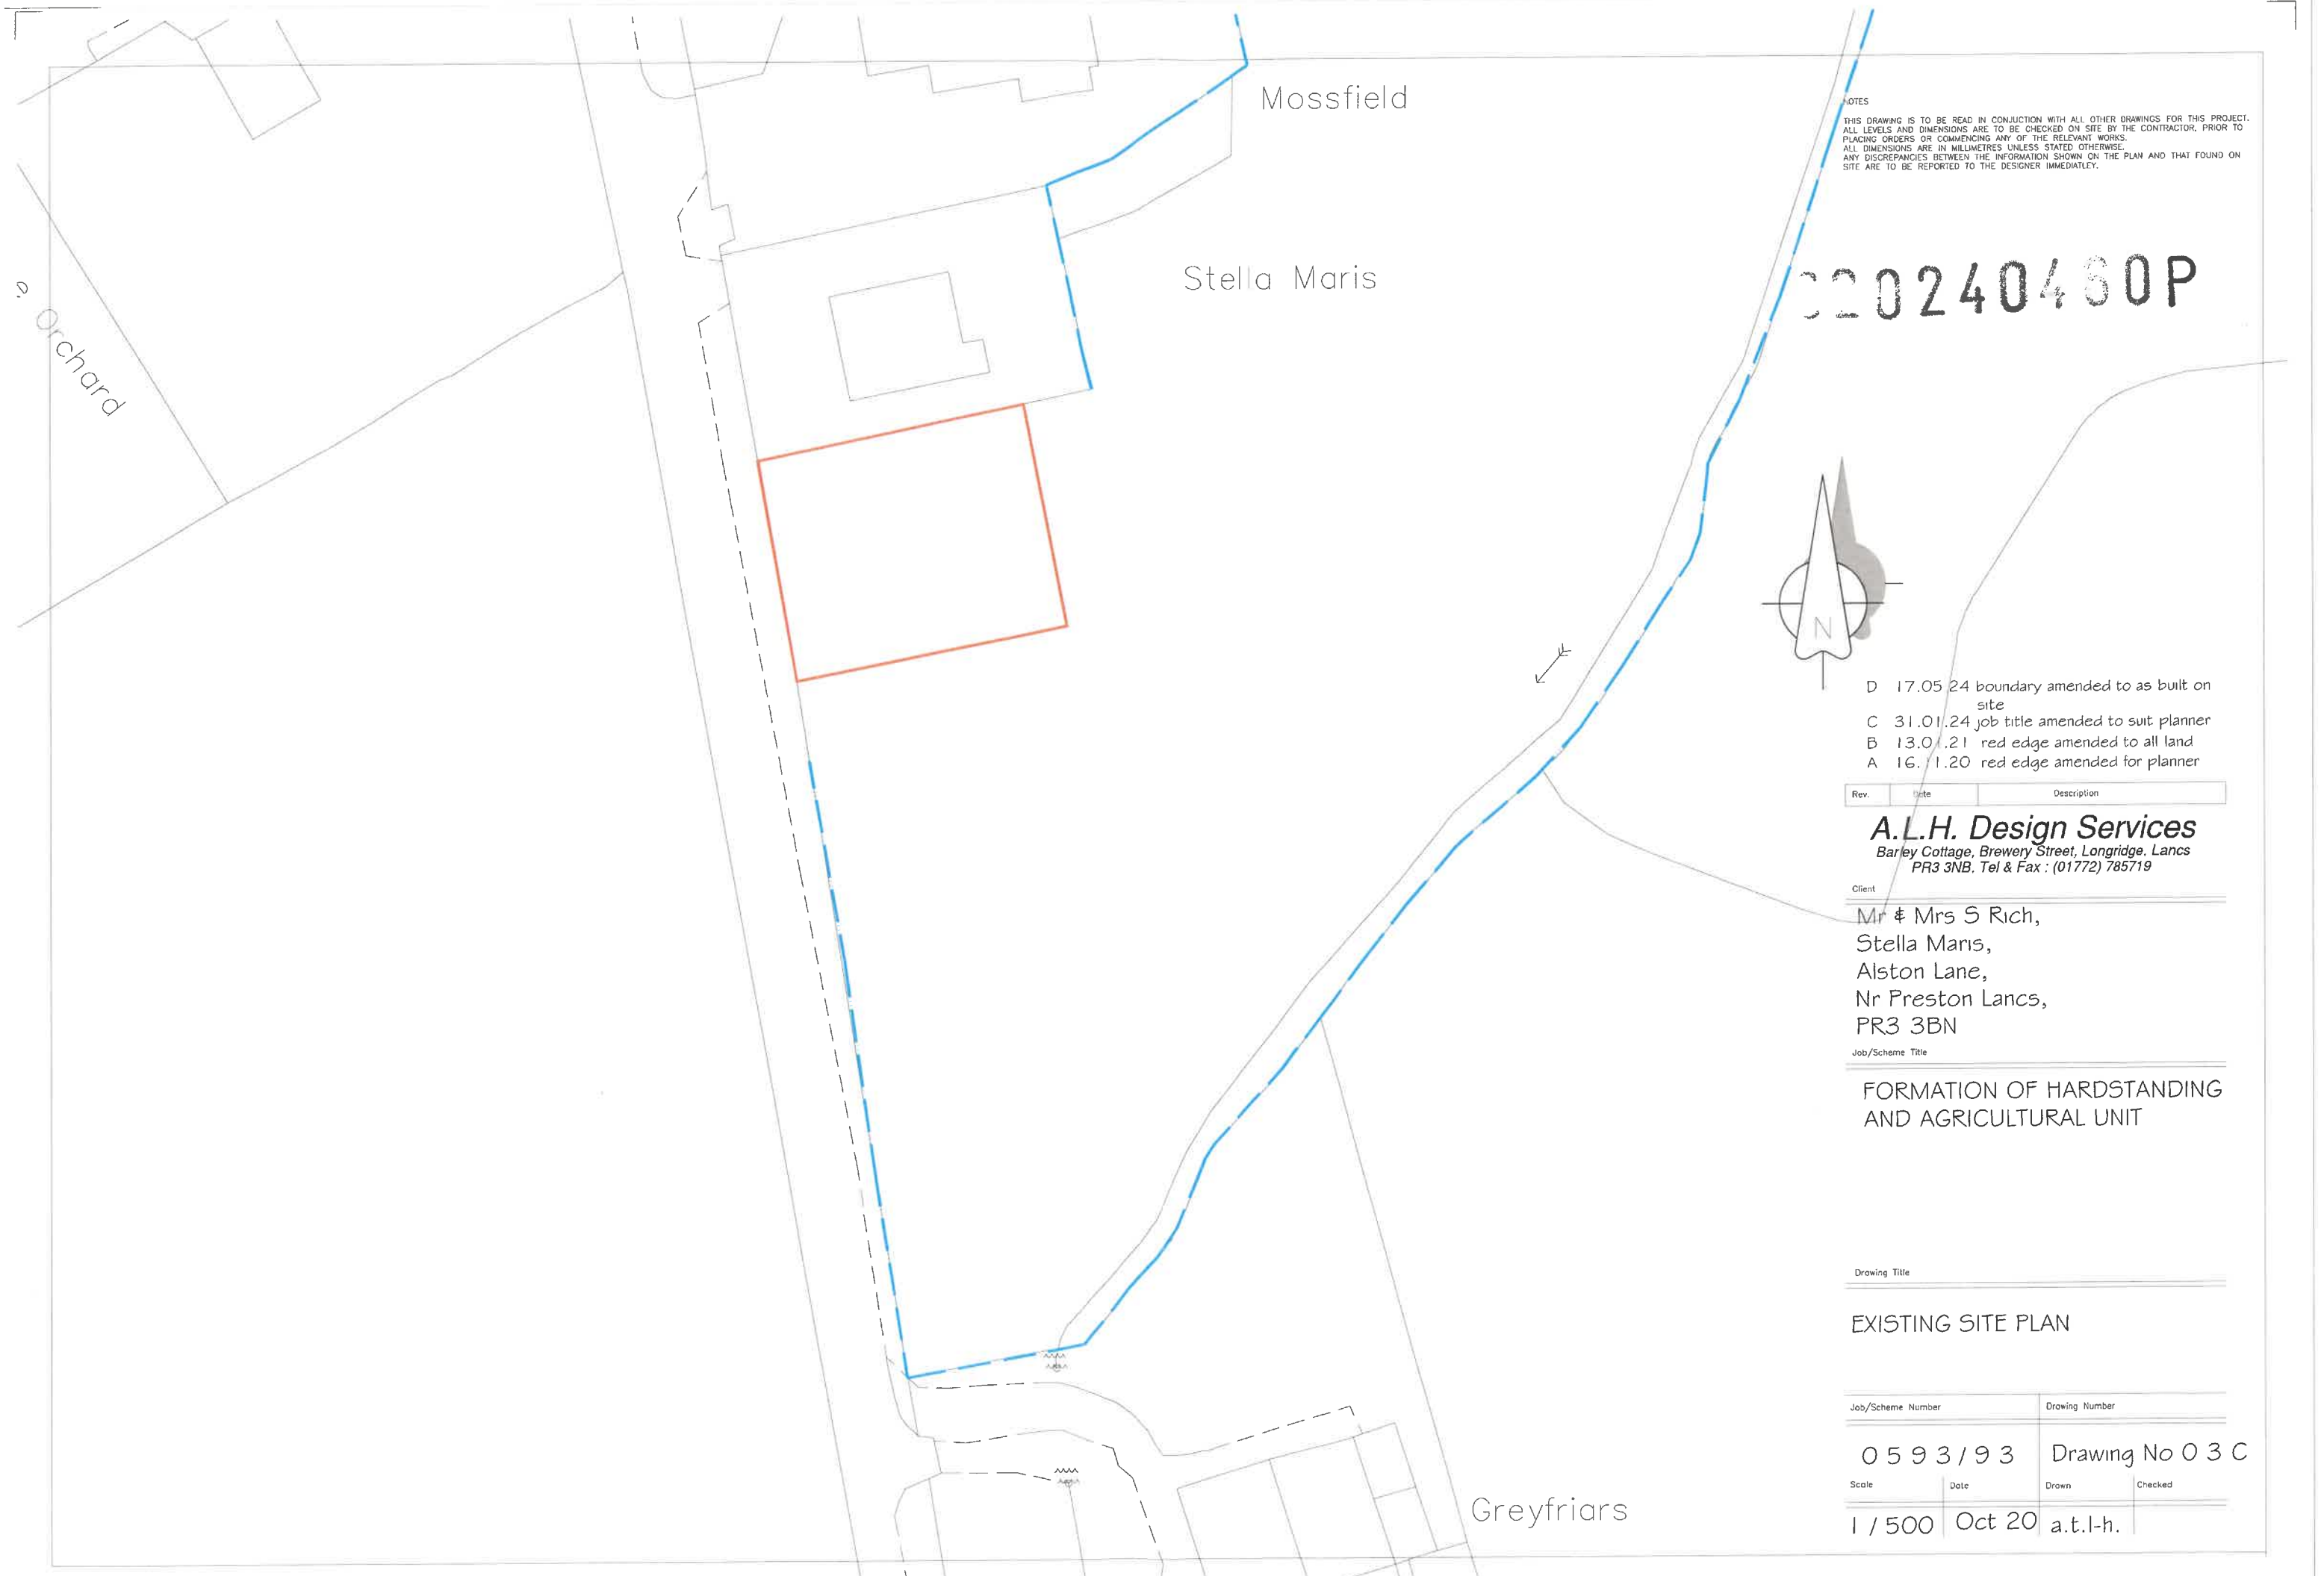 Mossfield
Stella Maris
Orchard
Greyfriars
NOTES
THIS DRAWING IS TO BE READ IN CONJUCTION WITH ALL OTHER DRAWINGS FOR THIS PROJECT.
ALL LEVELS AND DIMENSIONS ARE TO BE CHECKED ON SITE BY THE CONTRACTOR, PRIOR TO
PLACING ORDERS OR COMMENCING ANY OF THE RELEVANT WORKS.
ALL DIMENSIONS ARE IN MILLIMETRES UNLESS STATED OTHERWISE.
ANY DISCREPANCIES BETWEEN THE INFORMATION SHOWN ON THE PLAN AND THAT FOUND ON
SITE ARE TO BE REPORTED TO THE DESIGNER IMMEDIATLEY.
N
D 17.05.24 boundary amended to as built on
site
C 31.01.24 job title amended to suit planner
B 13.01.21 red edge amended to all land
A 16.11.20 red edge amended for planner
Rev. Date Description
A.L.H. Design Services
Barley Cottage, Brewery Street, Longridge, Lancs
PR3 3NB. Tel & Fax : (01772) 785719
Client
Mr & Mrs S Rich,
Stella Maris,
Alston Lane,
Nr Preston Lancs,
PR3 3BN
Job/Scheme Title
FORMATION OF HARDSTANDING
AND AGRICULTURAL UNIT
Drawing Title
EXISTING SITE PLAN
Job/Scheme Number Drawing Number
0593/93 Drawing No 03 C
Scale Date Drawn Checked
1/500 Oct 20 a.t.l-h.